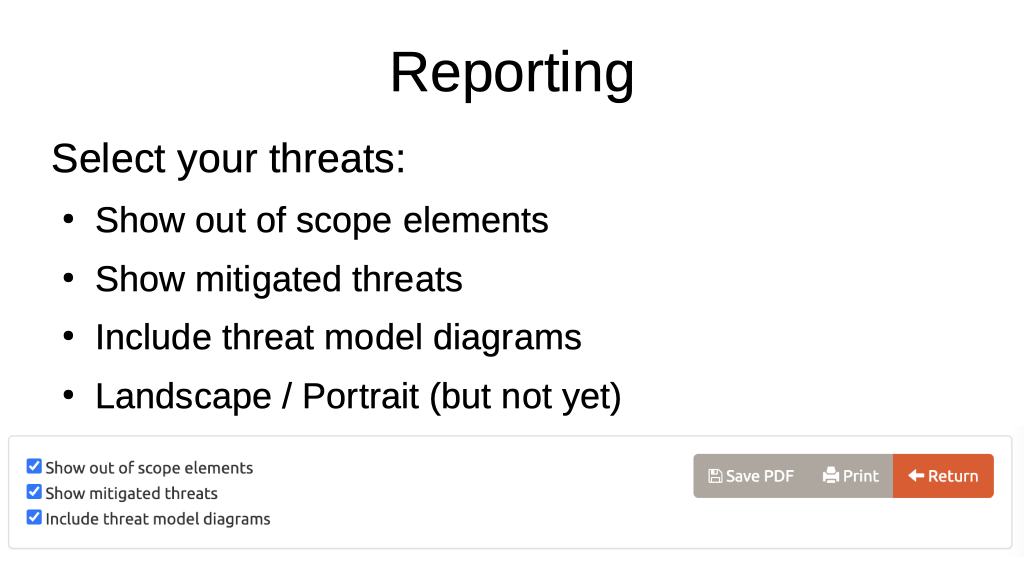 Reporting
Select your threats:
• Show out of scope elements
• Show mitigated threats
• Include threat model diagrams
• Landscape / Portrait (but not yet)
Show out of scope elements
Show mitigated threats
Include threat model diagrams
Save PDF Print Return